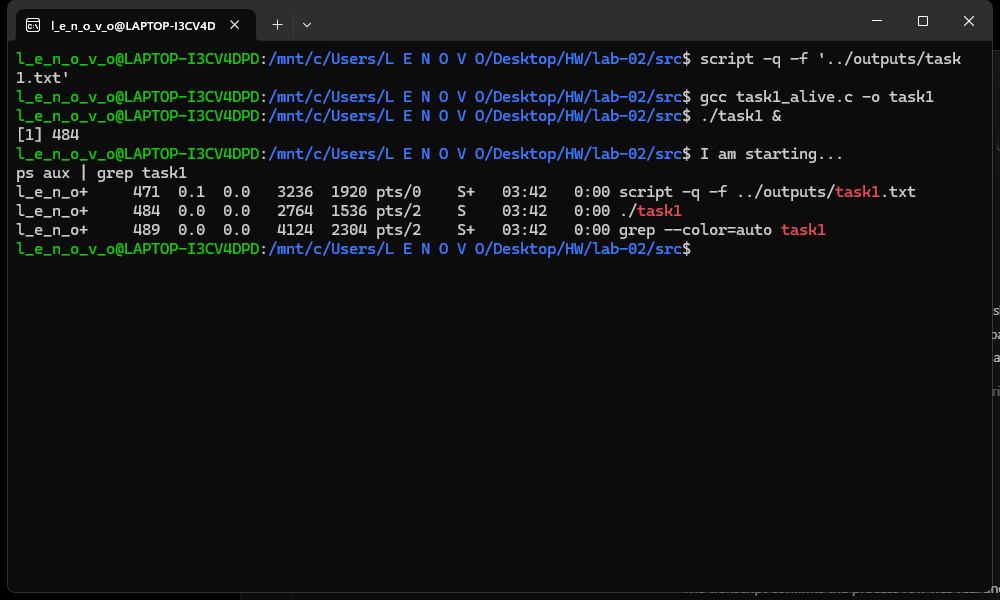 l_e_n_o_v_o@LAPTOP-I3CV4D
l_e_n_o_v_o@LAPTOP-I3CV4DPD:/mnt/c/Users/L E N O V O/Desktop/HW/lab-02/src$ script -q -f '../outputs/task
1.txt'
l_e_n_o_v_o@LAPTOP-I3CV4DPD:/mnt/c/Users/L E N O V O/Desktop/HW/lab-02/src$ gcc task1_alive.c -o task1
l_e_n_o_v_o@LAPTOP-I3CV4DPD:/mnt/c/Users/L E N O V O/Desktop/HW/lab-02/src$ ./task1 &
[1] 484
l_e_n_o_v_o@LAPTOP-I3CV4DPD:/mnt/c/Users/L E N O V O/Desktop/HW/lab-02/src$ I am starting...
ps aux | grep task1
l_e_n_o+     471  0.1  0.0   3236  1920 pts/0    S+   03:42   0:00 script -q -f ../outputs/task1.txt
l_e_n_o+     484  0.0  0.0   2764  1536 pts/2    S    03:42   0:00 ./task1
l_e_n_o+     489  0.0  0.0   4124  2304 pts/2    S+   03:42   0:00 grep --color=auto task1
l_e_n_o_v_o@LAPTOP-I3CV4DPD:/mnt/c/Users/L E N O V O/Desktop/HW/lab-02/src$